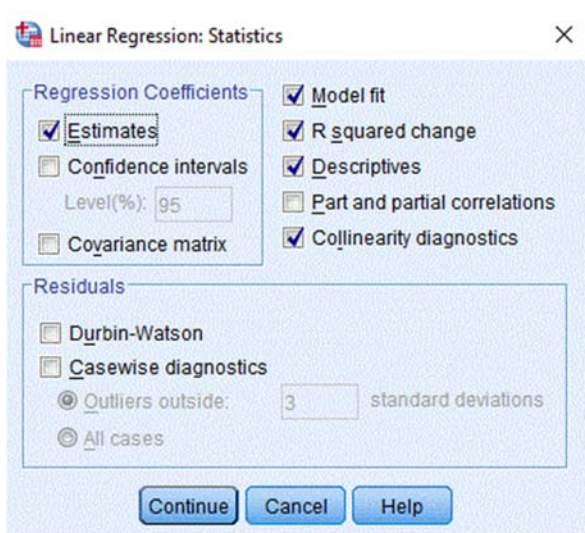 Linear Regression: Statistics
Regression Coefficients
Estimates
Confidence intervals
Level(%): 95
Covariance matrix
Model fit
R squared change
Descriptives
Part and partial correlations
Collinearity diagnostics
Residuals
Durbin-Watson
Casewise diagnostics
Outliers outside: 3 standard deviations
All cases
Continue Cancel Help